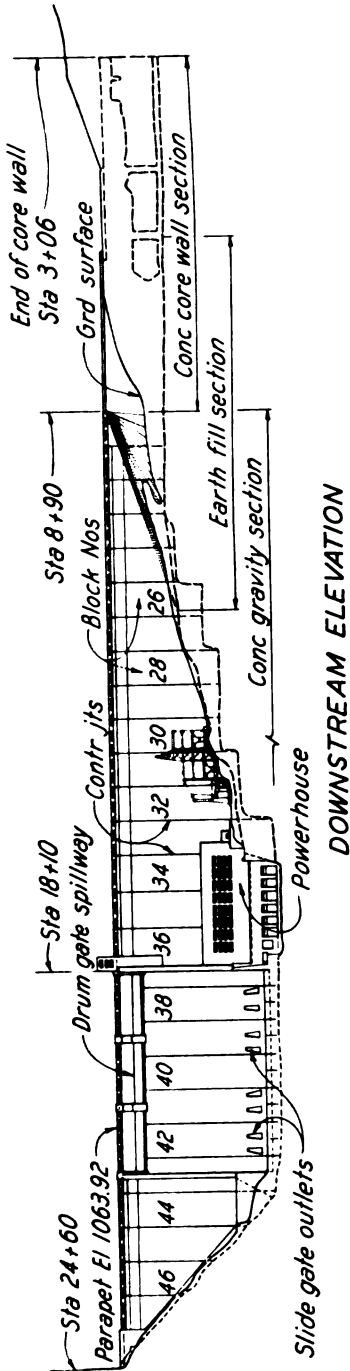 Sta 24+60
Parapet El 1063.92
Drum gate spillway
Sta 18+10
Contr jts
Block Nos
Sta 8+90
Grd surface
End of core wall
Sta 3+06
46
44
42
40
38
36
34
32
30
28
26
Slide gate outlets
Powerhouse
Conc gravity section
Earth fill section
Conc core wall section
DOWNSTREAM ELEVATION